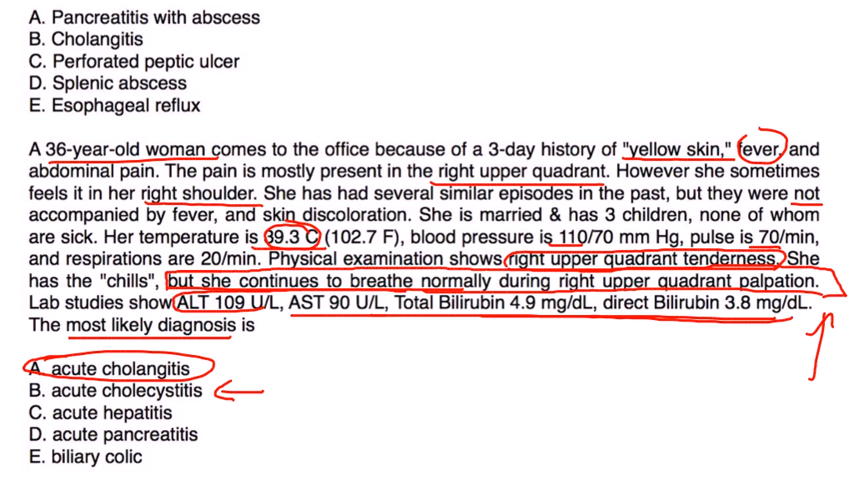 A. Pancreatitis with abscess
B. Cholangitis
C. Perforated peptic ulcer
D. Splenic abscess
E. Esophageal reflux
A 36-year-old woman comes to the office because of a 3-day history of "yellow skin," fever, and
abdominal pain. The pain is mostly present in the right upper quadrant. However she sometimes
feels it in her right shoulder. She has had several similar episodes in the past, but they were not
accompanied by fever, and skin discoloration. She is married & has 3 children, none of whom
are sick. Her temperature is 39.3 C (102.7 F), blood pressure is 110/70 mm Hg, pulse is 70/min,
and respirations are 20/min. Physical examination shows right upper quadrant tenderness. She
has the "chills", but she continues to breathe normally during right upper quadrant palpation.
Lab studies show ALT 109 U/L, AST 90 U/L, Total Bilirubin 4.9 mg/dL, direct Bilirubin 3.8 mg/dL.
The most likely diagnosis is
A. acute cholangitis
B. acute cholecystitis
C. acute hepatitis
D. acute pancreatitis
E. biliary colic